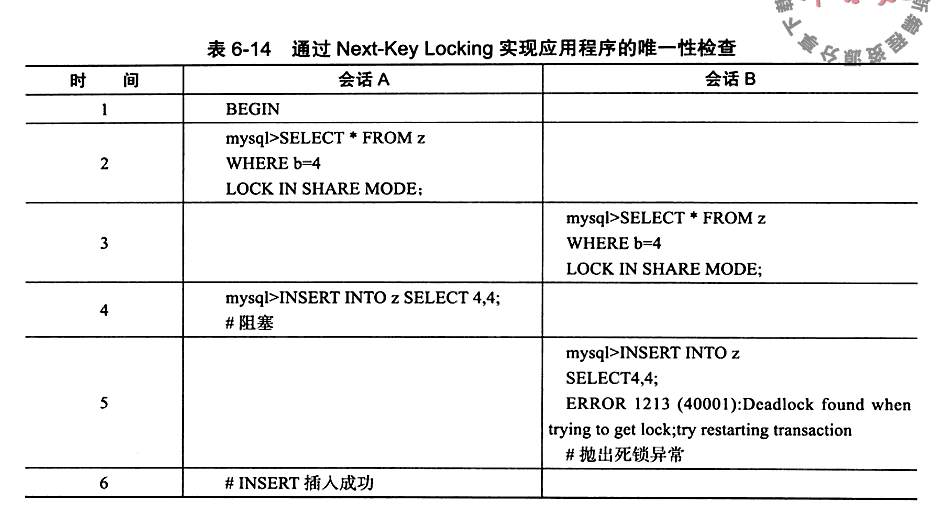 表 6-14 通过 Next-Key Locking 实现应用程序的唯一性检查
时 间 会话 A 会话 B
1 BEGIN
mysql>SELECT * FROM z
2 WHERE b=4
LOCK IN SHARE MODE;
mysql>SELECT * FROM z
3 WHERE b=4
LOCK IN SHARE MODE;
mysql>INSERT INTO z SELECT 4,4;
4
# 阻塞
mysql>INSERT INTO z
SELECT4,4;
5 ERROR 1213 (40001):Deadlock found when
trying to get lock;try restarting transaction
# 抛出死锁异常
6 # INSERT 插入成功